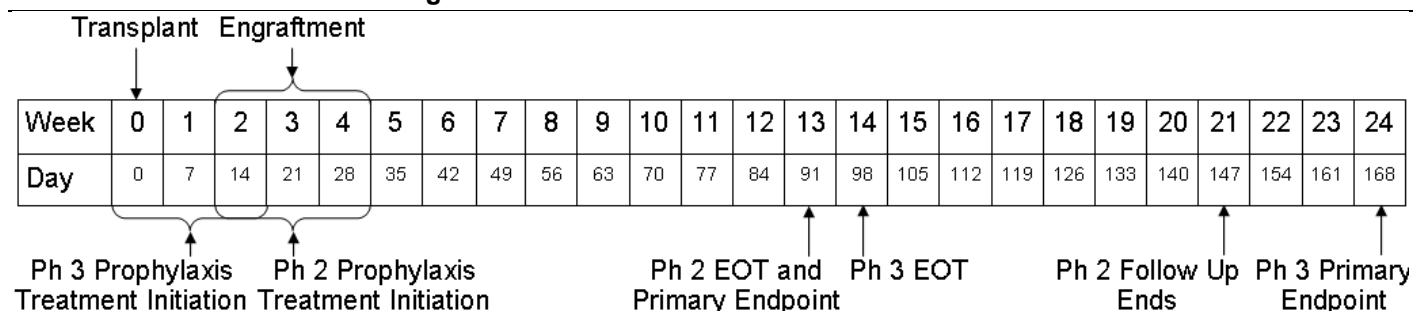 Transplant Engraftment
Week 0 1 2 3 4 5 6 7 8 9 10 11 12 13 14 15 16 17 18 19 20 21 22 23 24
Day 0 7 14 21 28 35 42 49 56 63 70 77 84 91 98 105 112 119 126 133 140 147 154 161 168
Ph 3 Prophylaxis Ph 2 Prophylaxis Ph 2 EOT and Ph 3 EOT Ph 2 Follow Up Ph 3 Primary
Treatment Initiation Treatment Initiation Primary Endpoint Ends Endpoint